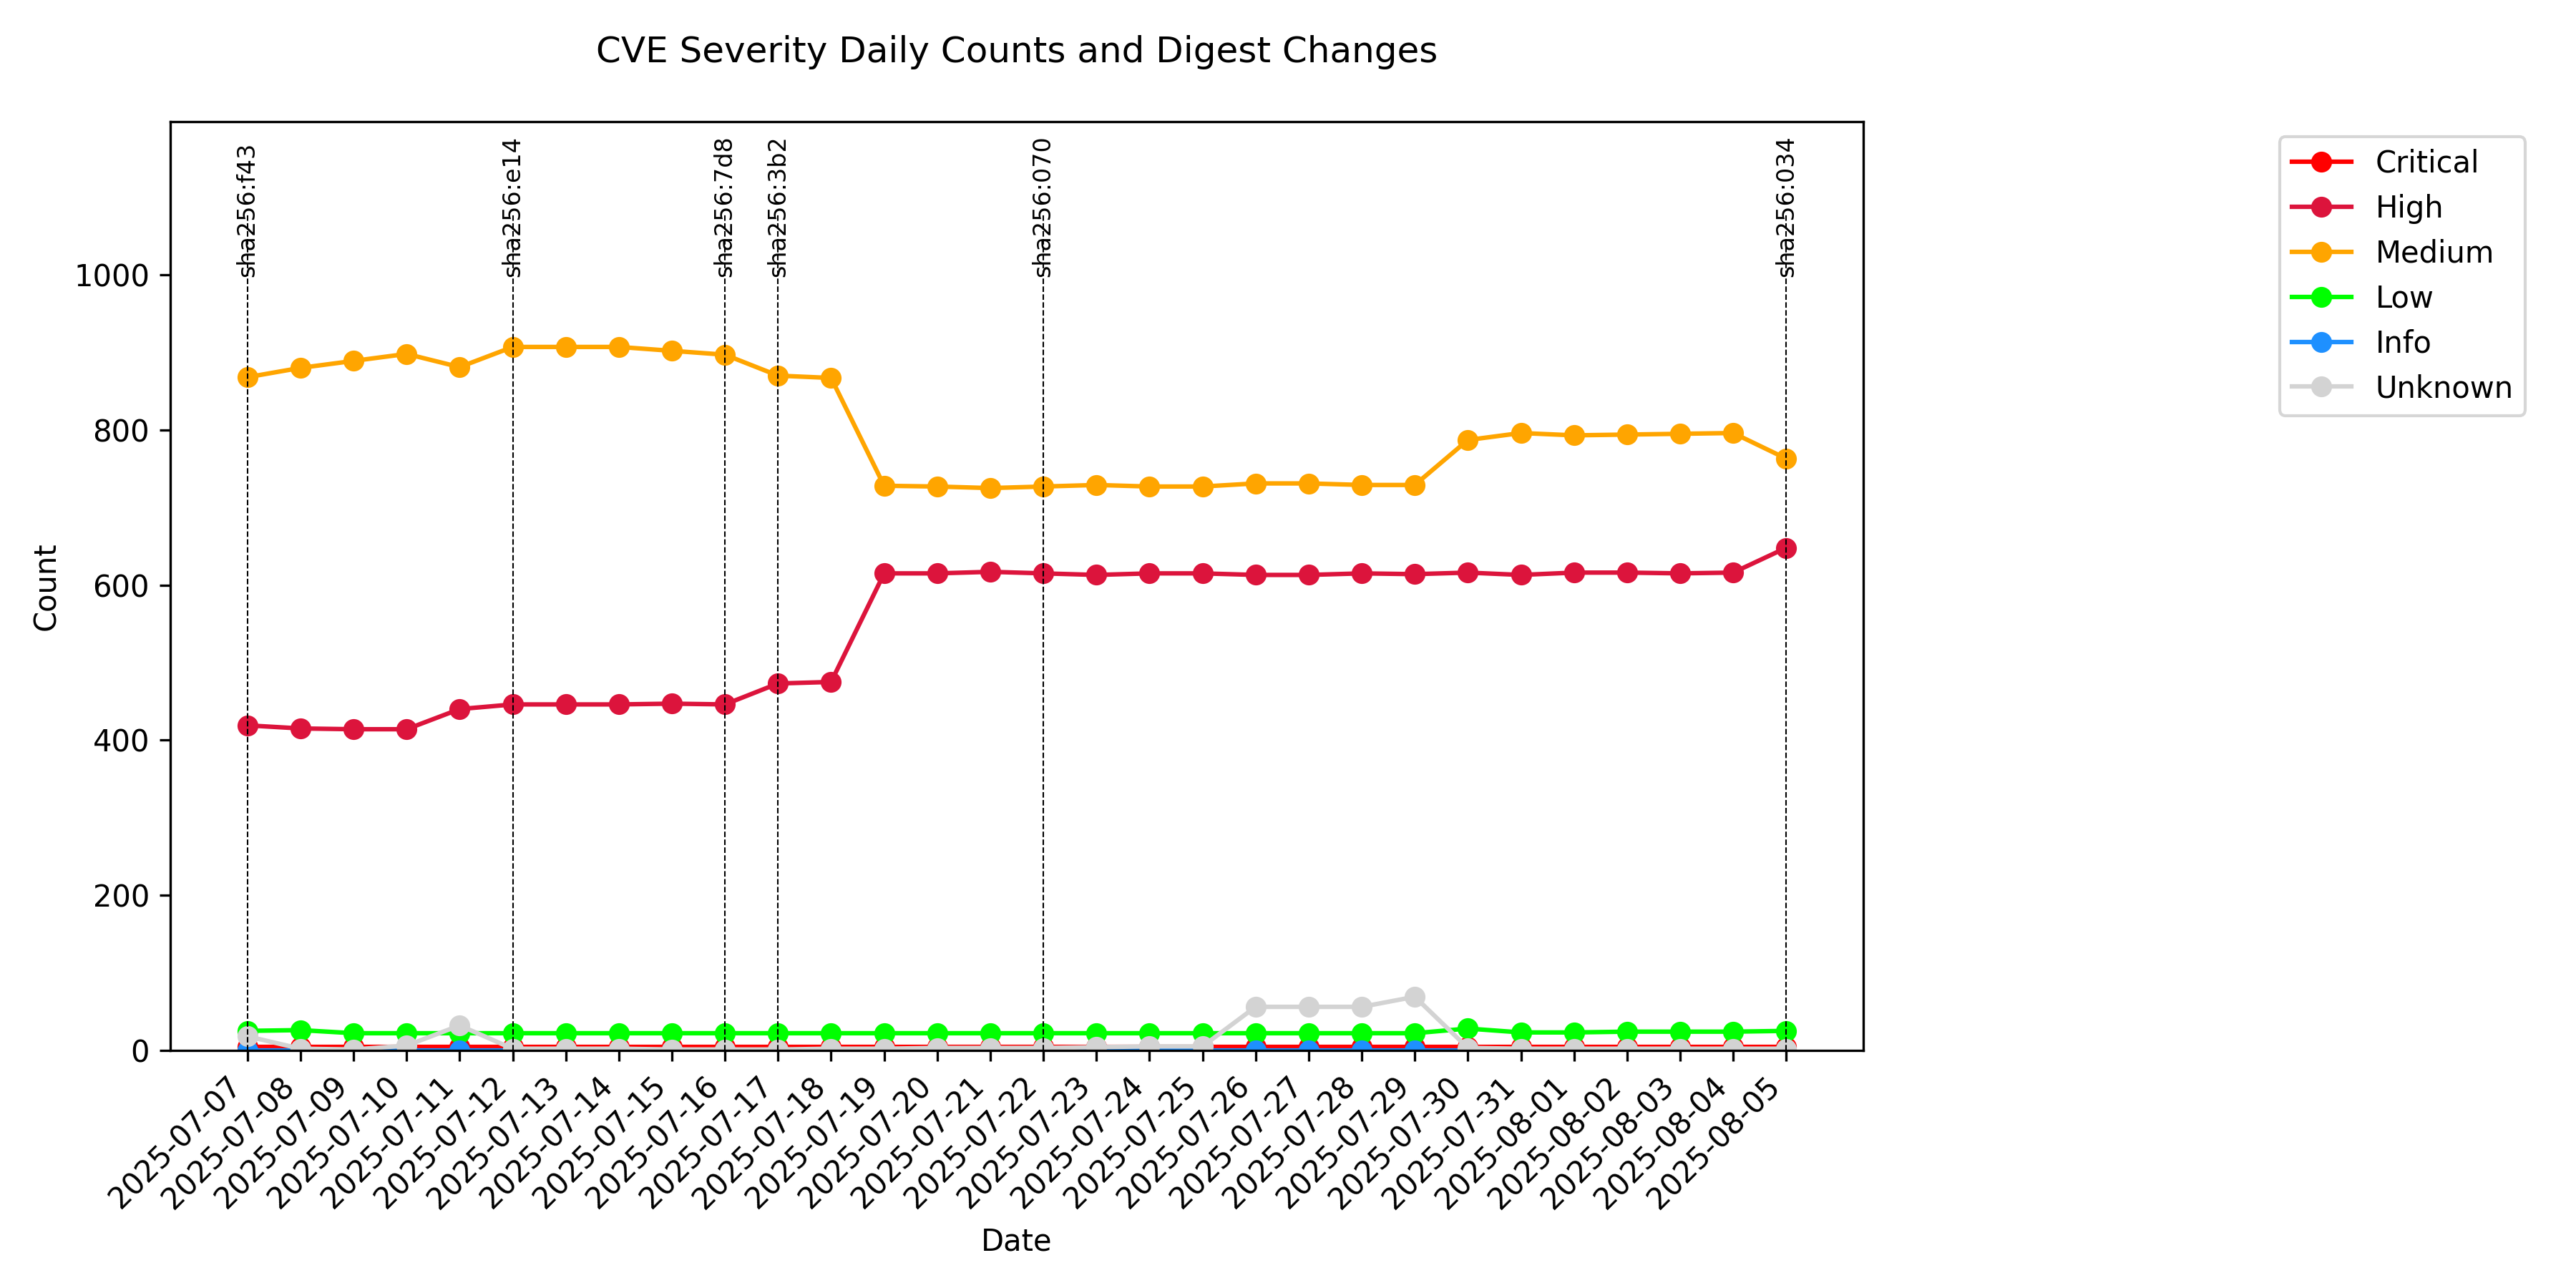 CVE Severity Daily Counts and Digest Changes
sha256:f43
sha256:e14
sha256:7d8
sha256:3b2
sha256:070
sha256:034
Critical
High
Medium
Low
Info
Unknown
Count
1000
800
600
400
200
0
2025-07-07
2025-07-08
2025-07-09
2025-07-10
2025-07-11
2025-07-12
2025-07-13
2025-07-14
2025-07-15
2025-07-16
2025-07-17
2025-07-18
2025-07-19
2025-07-20
2025-07-21
2025-07-22
2025-07-23
2025-07-24
2025-07-25
2025-07-26
2025-07-27
2025-07-28
2025-07-29
2025-07-30
2025-07-31
2025-08-01
2025-08-02
2025-08-03
2025-08-04
2025-08-05
Date